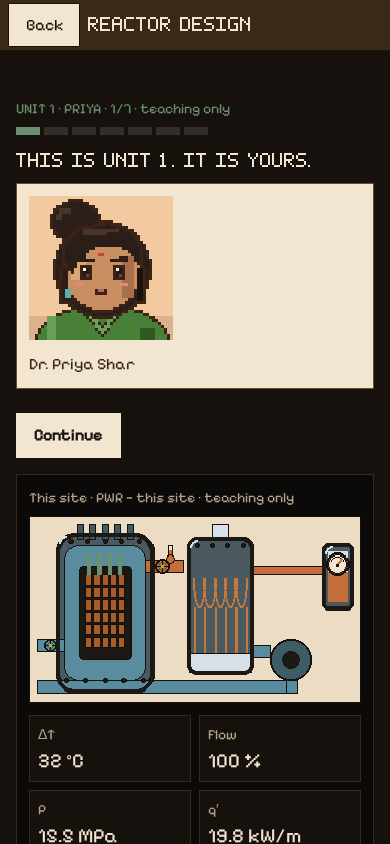 Back
REACTOR DESIGN
UNIT 1 · PRIYA · 1/7 · teaching only
THIS IS UNIT 1. IT IS YOURS.
Dr. Priya Shar
Continue
This site · PWR - this site · teaching only
ΔT
32 °C
Flow
100 %
P
15.5 MPa
q′
19.8 kW/m